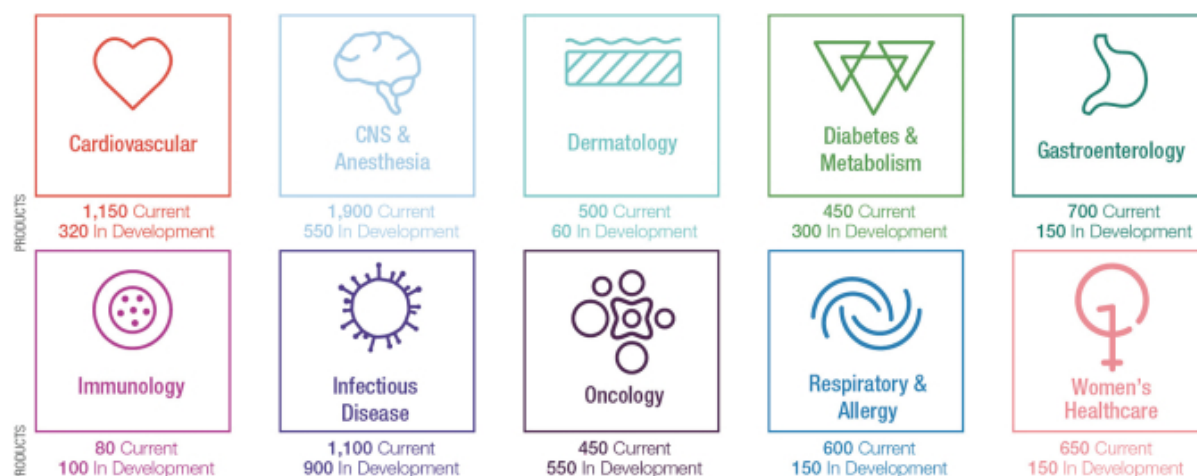 Cardiovascular
CNS &
Anesthesia
Dermatology
Diabetes &
Metabolism
Gastroenterology
PRODUCTS
1,150 Current
320 In Development
1,900 Current
550 In Development
500 Current
60 In Development
450 Current
300 In Development
700 Current
150 In Development
Immunology
Infectious
Disease
Oncology
Respiratory &
Allergy
Women's
Healthcare
PRODUCTS
80 Current
100 In Development
1,100 Current
900 In Development
450 Current
550 In Development
600 Current
150 In Development
650 Current
150 In Development